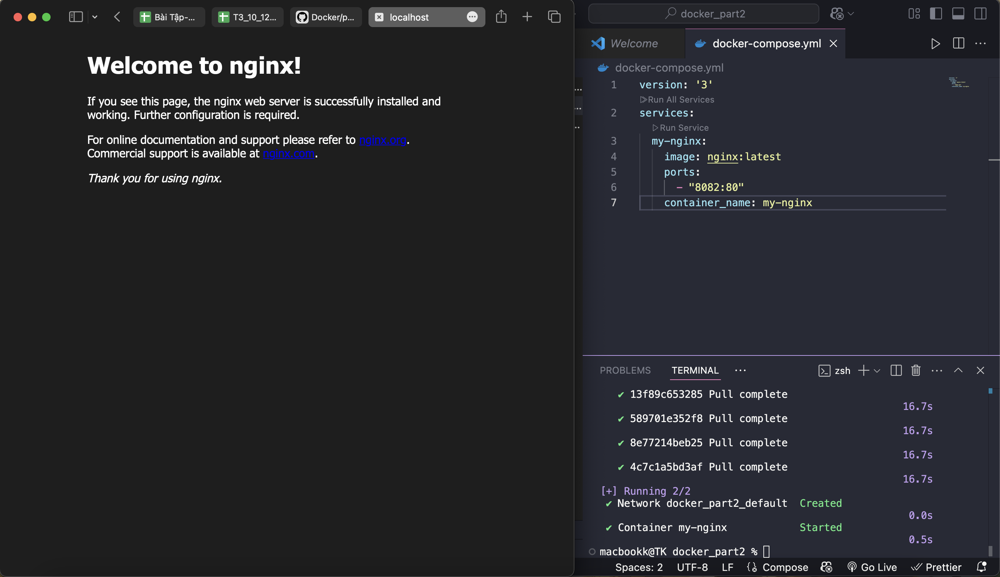 Bài Tập-...
T3_10_12...
Docker/p...
localhost
Welcome to nginx!
If you see this page, the nginx web server is successfully installed and
working. Further configuration is required.
For online documentation and support please refer to nginx.org.
Commercial support is available at nginx.com.
Thank you for using nginx.
docker_part2
Welcome
docker-compose.yml
docker-compose.yml
1 version: '3'
Run All Services
2 services:
Run Service
3 my-nginx:
4 image: nginx:latest
5 ports:
6 - "8082:80"
7 container_name: my-nginx
PROBLEMS TERMINAL ... zsh
✔ 13f89c653285 Pull complete
16.7s
✔ 589701e352f8 Pull complete
16.7s
✔ 8e77214beb25 Pull complete
16.7s
✔ 4c7c1a5bd3af Pull complete
16.7s
[+] Running 2/2
✔ Network docker_part2_default Created
0.0s
✔ Container my-nginx Started
0.5s
macbookk@TK docker_part2 %
Spaces: 2 UTF-8 LF Compose Go Live Prettier